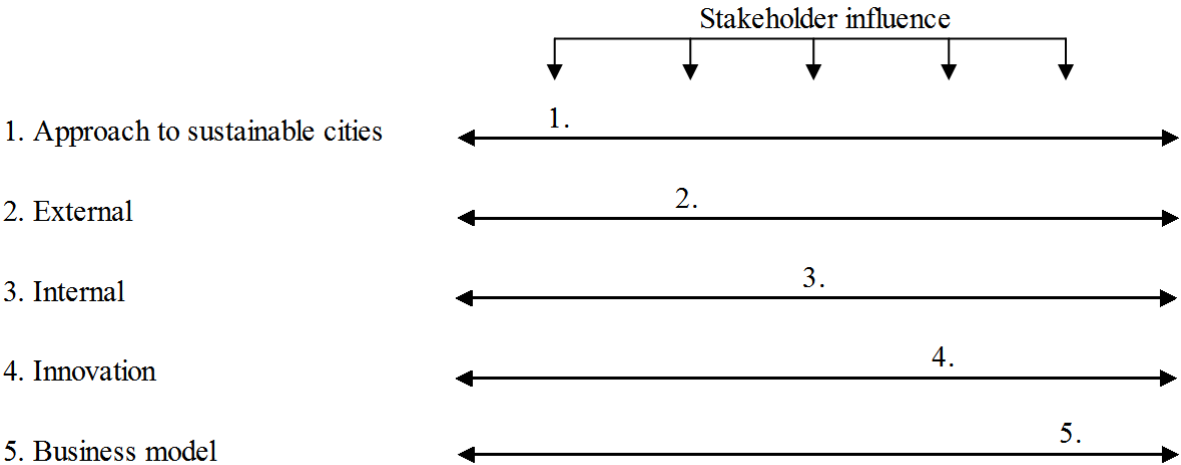 Stakeholder influence
1.
1. Approach to sustainable cities
2.
2. External
3.
3. Internal
4.
4. Innovation
5.
5. Business model